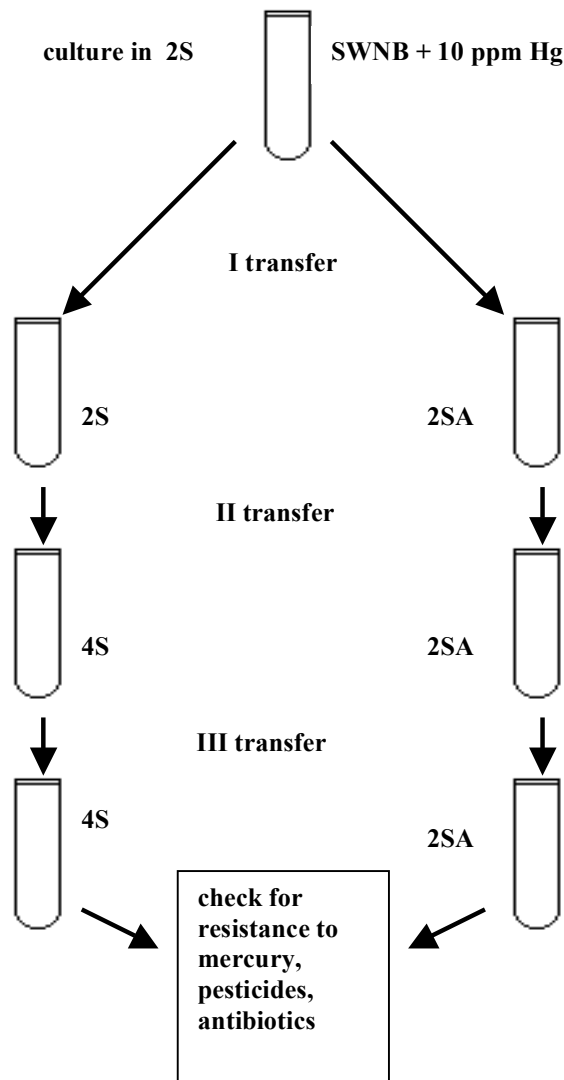 culture in 2S
SWNB + 10 ppm Hg
I transfer
2S
2SA
II transfer
4S
2SA
III transfer
4S
2SA
check for
resistance to
mercury,
pesticides,
antibiotics